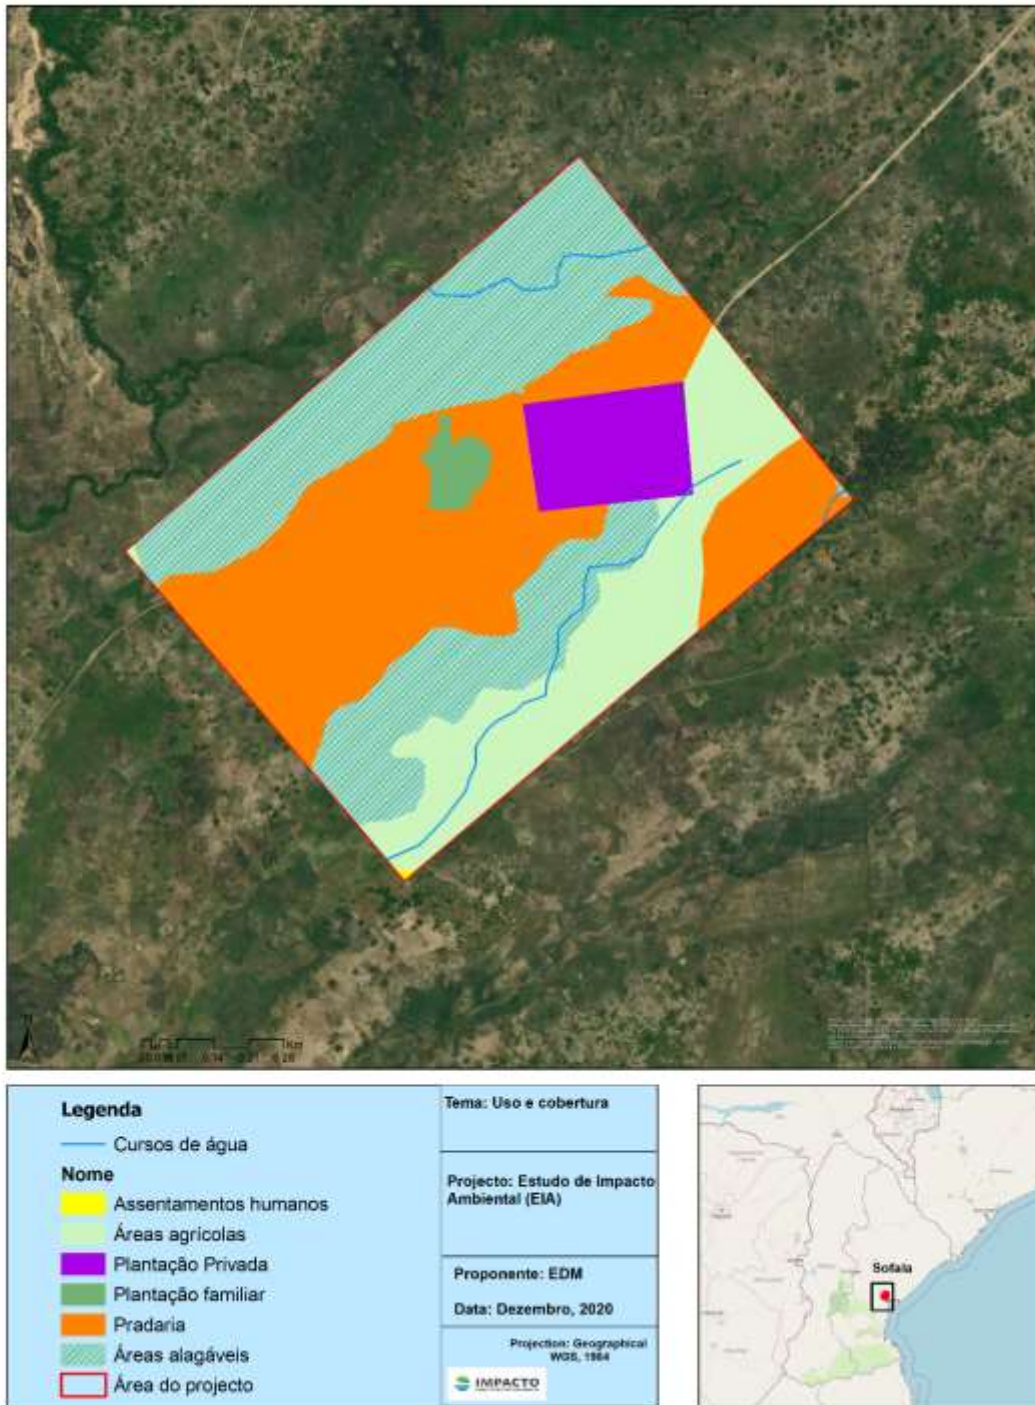 N
Km
Legenda
Cursos de água
Nome
Assentamentos humanos
Áreas agrícolas
Plantação Privada
Plantação familiar
Pradaria
Áreas alagáveis
Área do projecto
Tema: Uso e cobertura
Projecto: Estudo de Impacto
Ambiental (EIA)
Proponente: EDM
Data: Dezembro, 2020
Projection: Geographical
WGS, 1984
IMPACTO
Sofala